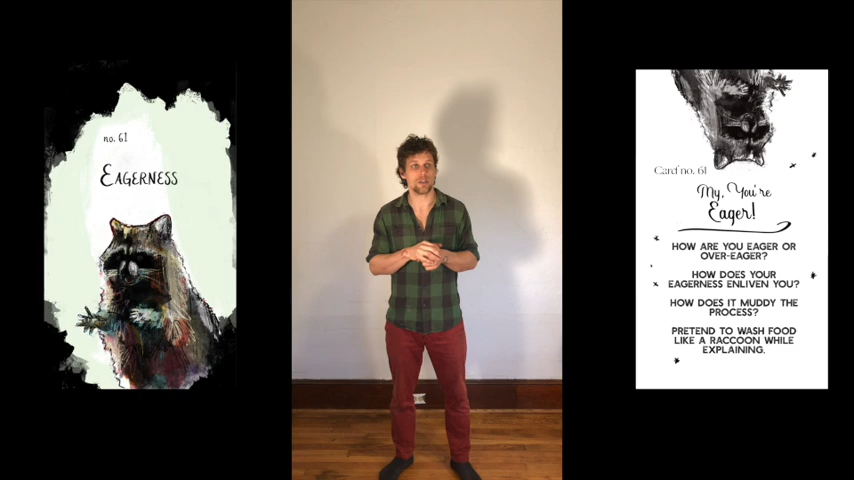 no. 61
EAGERNESS
Card no. 61
My, You're
Eager!
HOW ARE YOU EAGER OR
OVER-EAGER?
HOW DOES YOUR
EAGERNESS ENLIVEN YOU?
HOW DOES IT MUDDY THE
PROCESS?
PRETEND TO WASH FOOD
LIKE A RACCOON WHILE
EXPLAINING.